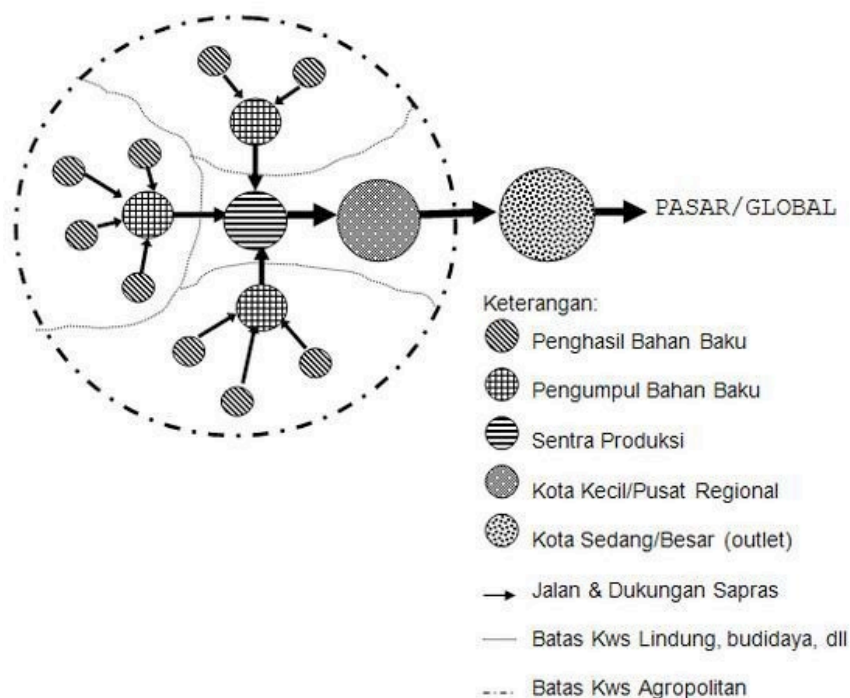 PASAR/GLOBAL
Keterangan:
Penghasil Bahan Baku
Pengumpul Bahan Baku
Sentra Produksi
Kota Kecil/Pusat Regional
Kota Sedang/Besar (outlet)
Jalan & Dukungan Sapras
Batas Kws Lindung, budidaya, dll
Batas Kws Agropolitan